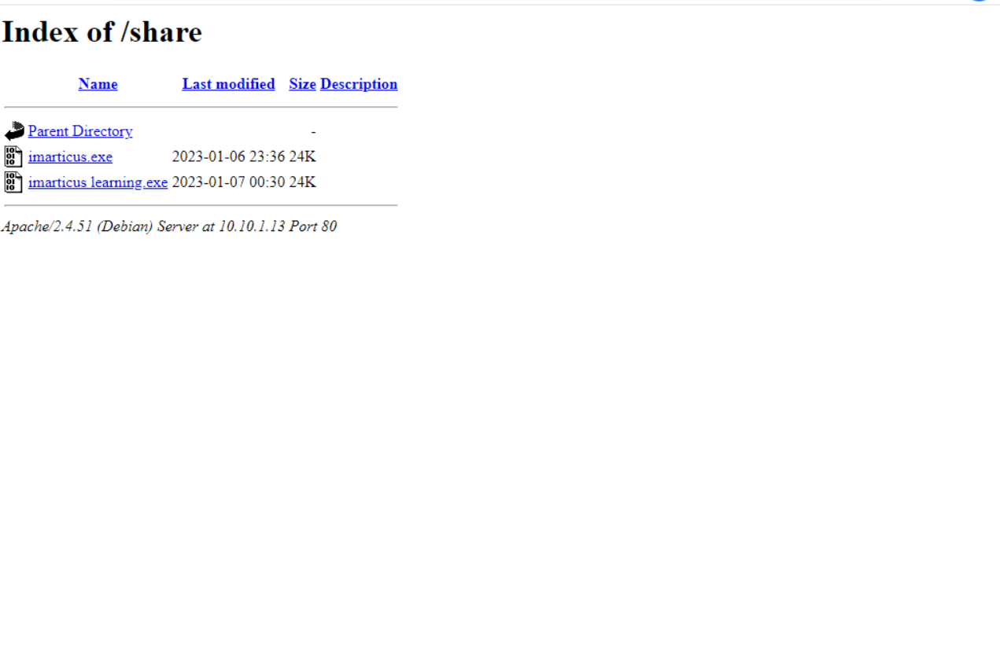 Index of /share
Name Last modified Size Description
Parent Directory -
imarticus.exe 2023-01-06 23:36 24K
imarticus learning.exe 2023-01-07 00:30 24K
Apache/2.4.51 (Debian) Server at 10.10.1.13 Port 80